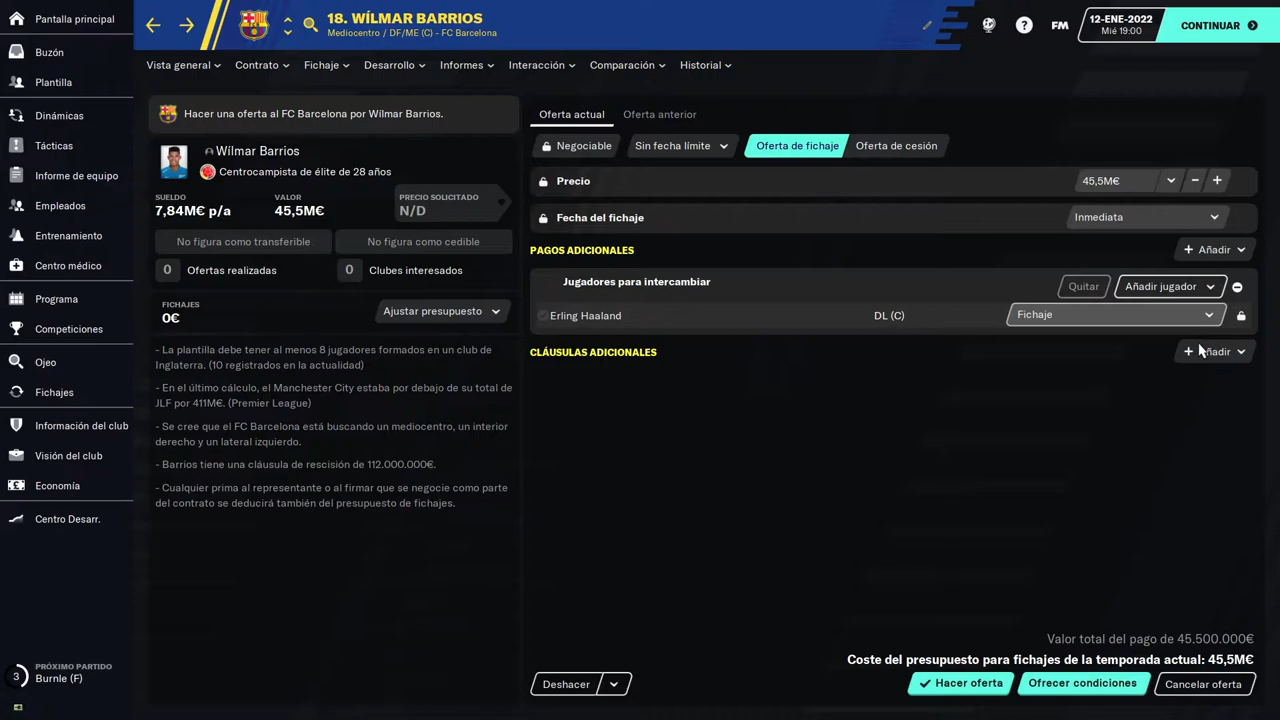 Pantalla principal
Buzón
Plantilla
Dinámicas
Tácticas
Informe de equipo
Empleados
Entrenamiento
Centro médico
Programa
Competiciones
Ojeo
Fichajes
Información del club
Visión del club
Economía
Centro Desarr.
3
PRÓXIMO PARTIDO
Burnle (F)
18. WÍLMAR BARRIOS
Mediocentro / DF/ME (C) - FC Barcelona
?
FM
12-ENE-2022
Mié 19:00
CONTINUAR
Vista general
Contrato
Fichaje
Desarrollo
Informes
Interacción
Comparación
Historial
Hacer una oferta al FC Barcelona por Wílmar Barrios.
Wílmar Barrios
Centrocampista de élite de 28 años
SUELDO
7,84M€ p/a
VALOR
45,5M€
PRECIO SOLICITADO
N/D
No figura como transferible
No figura como cedible
0 Ofertas realizadas
0 Clubes interesados
FICHAJES
0€
Ajustar presupuesto
- La plantilla debe tener al menos 8 jugadores formados en un club de
Inglaterra. (10 registrados en la actualidad)
- En el último cálculo, el Manchester City estaba por debajo de su total de
JLF por 411M€. (Premier League)
- Se cree que el FC Barcelona está buscando un mediocentro, un interior
derecho y un lateral izquierdo.
- Barrios tiene una cláusula de rescisión de 112.000.000€.
- Cualquier prima al representante o al firmar que se negocie como parte
del contrato se deducirá también del presupuesto de fichajes.
Oferta actual
Oferta anterior
Negociable
Sin fecha límite
Oferta de fichaje
Oferta de cesión
Precio
45,5M€
Fecha del fichaje
Inmediata
PAGOS ADICIONALES
+ Añadir
Jugadores para intercambiar
Quitar
Añadir jugador
Erling Haaland
DL (C)
Fichaje
CLÁUSULAS ADICIONALES
+ Añadir
Valor total del pago de 45.500.000€
Coste del presupuesto para fichajes de la temporada actual: 45,5M€
Deshacer
Hacer oferta
Ofrecer condiciones
Cancelar oferta